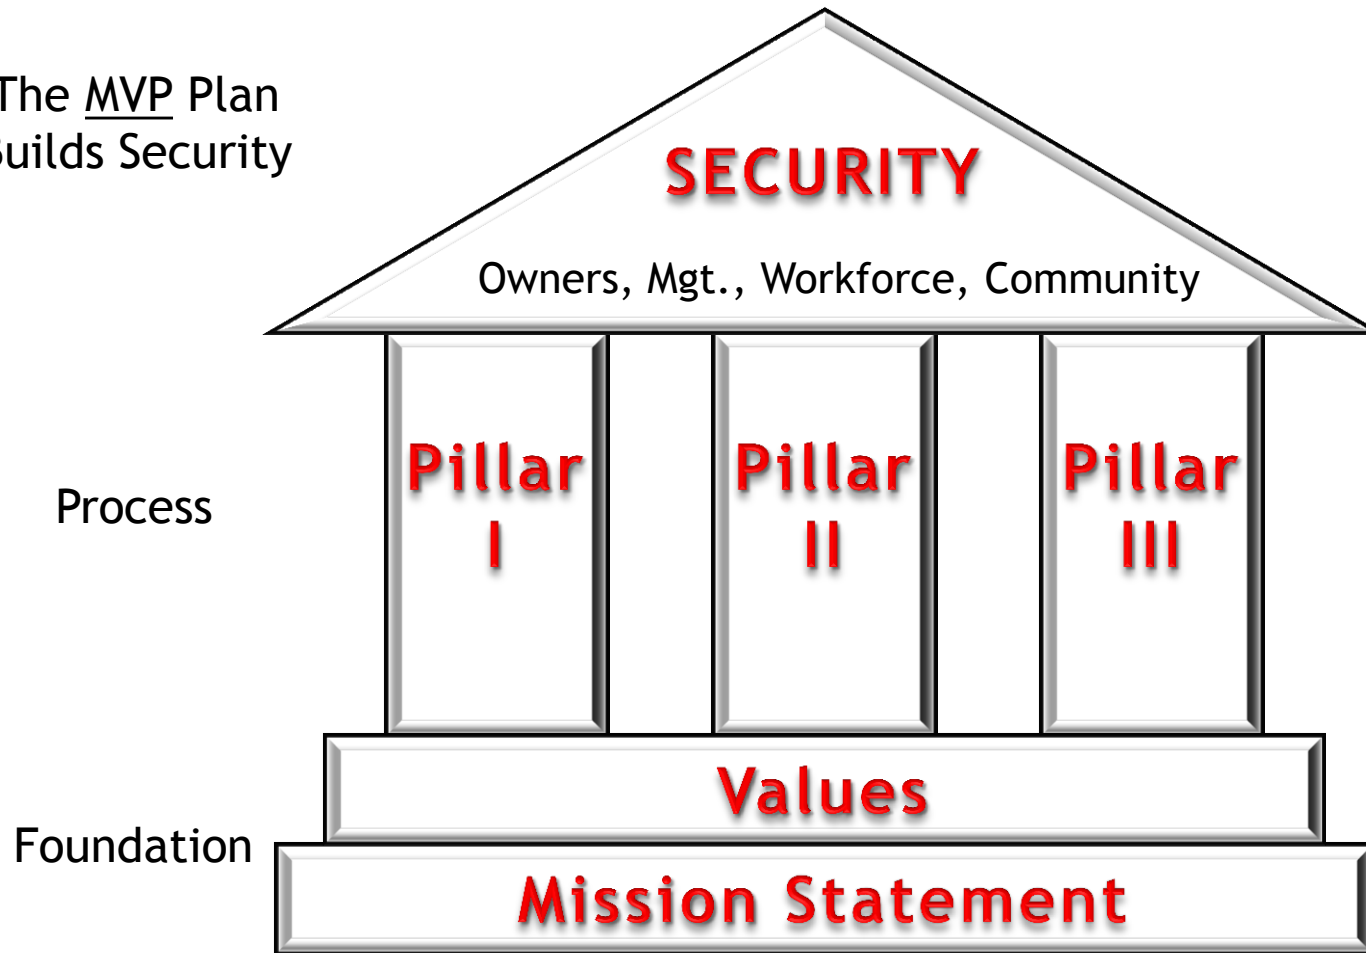 The MVP Plan
Builds Security
SECURITY
Owners, Mgt., Workforce, Community
Process
Pillar
I
Pillar
II
Pillar
III
Values
Foundation
Mission Statement